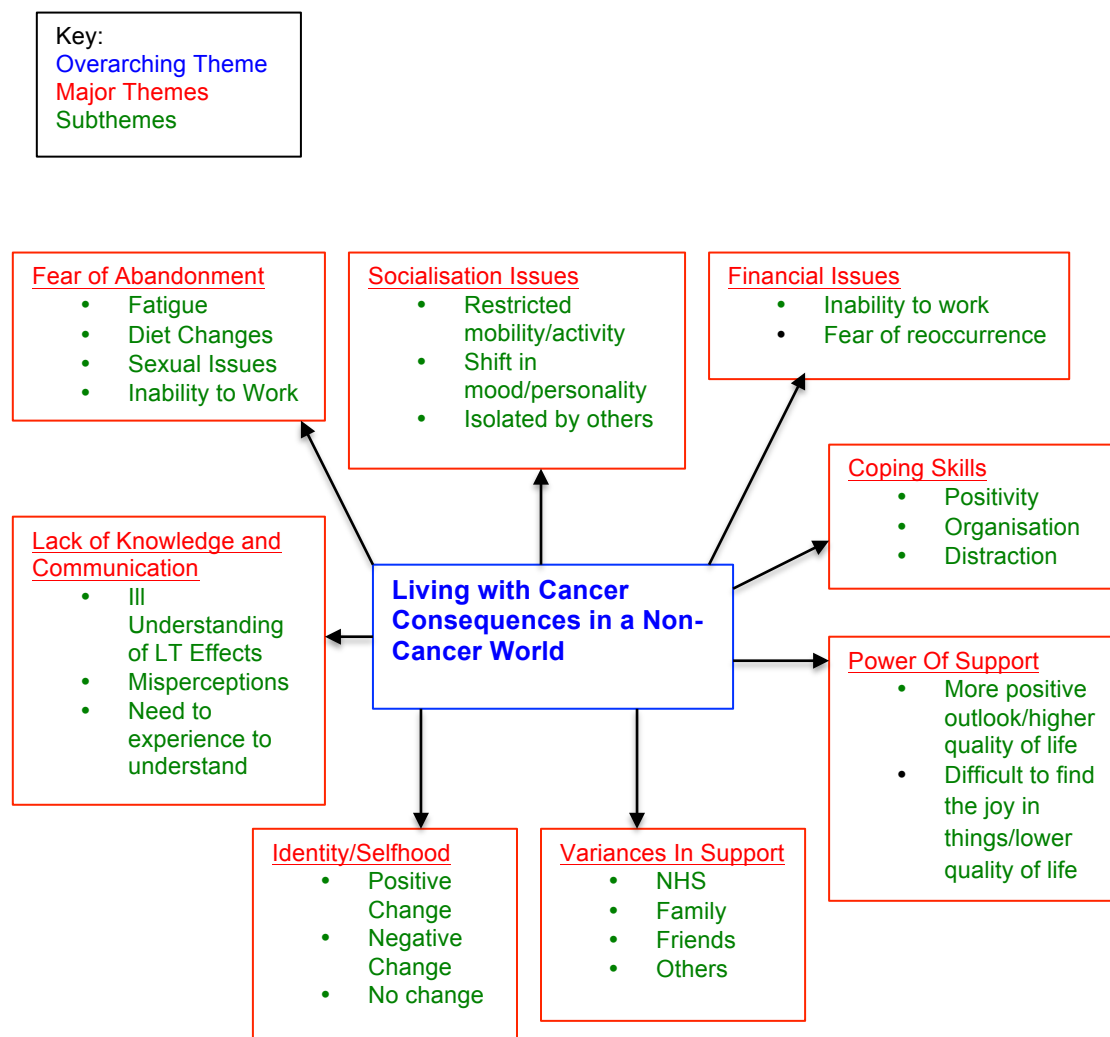 Key:
Overarching Theme
Major Themes
Subthemes
Fear of Abandonment
• Fatigue
• Diet Changes
• Sexual Issues
• Inability to Work
Socialisation Issues
• Restricted
mobility/activity
• Shift in
mood/personality
• Isolated by others
Financial Issues
• Inability to work
• Fear of reoccurrence
Coping Skills
• Positivity
• Organisation
• Distraction
Lack of Knowledge and
Communication
• Ill
Understanding
of LT Effects
• Misperceptions
• Need to
experience to
understand
Living with Cancer
Consequences in a Non-
Cancer World
Power Of Support
• More positive
outlook/higher
quality of life
• Difficult to find
the joy in
things/lower
quality of life
Identity/Selfhood
• Positive
Change
• Negative
Change
• No change
Variances In Support
• NHS
• Family
• Friends
• Others